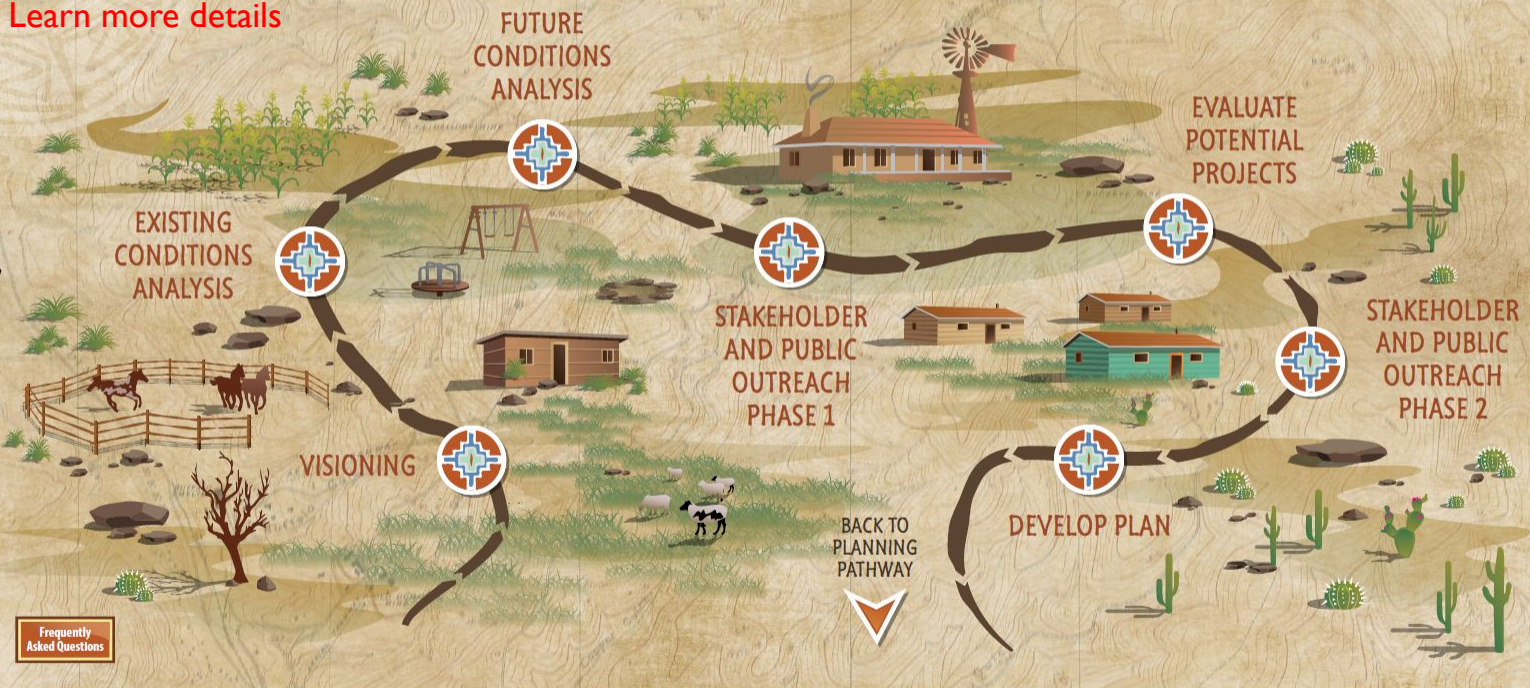 Learn more details
FUTURE
CONDITIONS
ANALYSIS
EVALUATE
POTENTIAL
PROJECTS
EXISTING
CONDITIONS
ANALYSIS
STAKEHOLDER
AND PUBLIC
OUTREACH
PHASE 1
STAKEHOLDER
AND PUBLIC
OUTREACH
PHASE 2
VISIONING
DEVELOP PLAN
BACK TO
PLANNING
PATHWAY
Frequently
Asked Questions